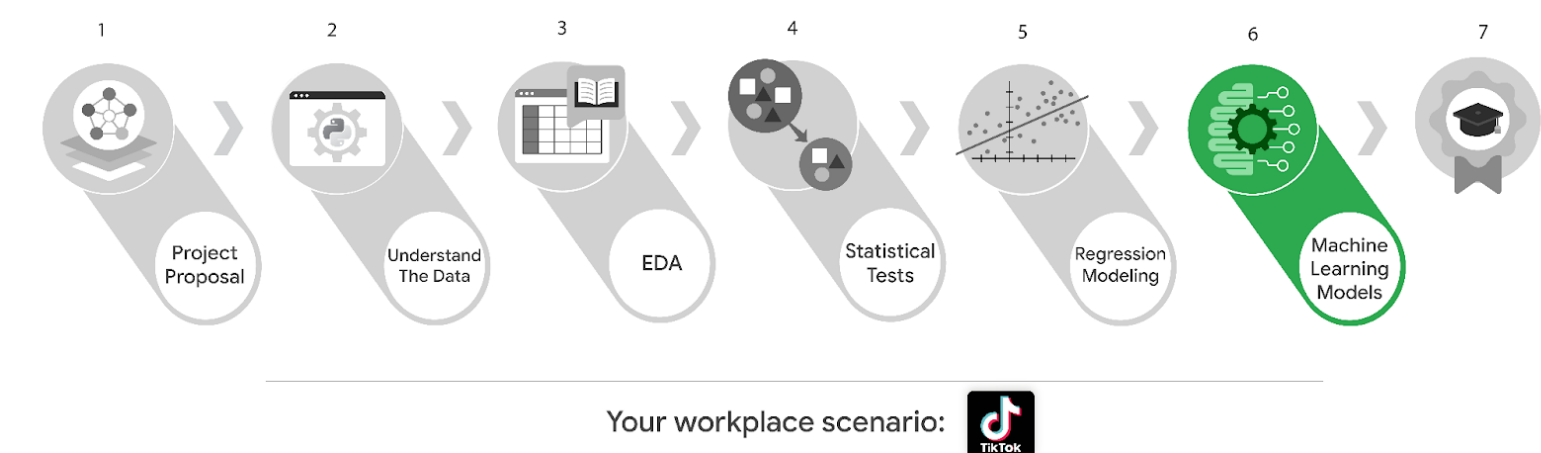 1
2
3
4
5
6
7
Project
Proposal
Understand
The Data
EDA
Statistical
Tests
Regression
Modeling
Machine
Learning
Models
Your workplace scenario:
TikTok